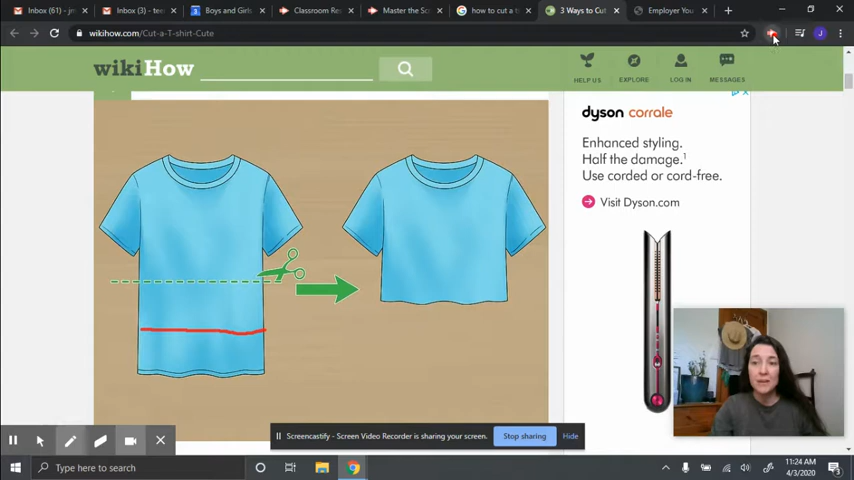 Inbox (61) - jm
Inbox (3) - teen
Boys and Girls
Classroom Re
Master the Sc
how to cut a t
3 Ways to Cut
Employer You
wikihow.com/Cut-a-T-shirt-Cute
J
wikiHow
HELP US
EXPLORE
LOG IN
MESSAGES
dyson corrale
Enhanced styling.
Half the damage.¹
Use corded or cord-free.
Visit Dyson.com
Screencastify - Screen Video Recorder is sharing your screen.
Stop sharing
Hide
Type here to search
11:24 AM
4/3/2020
3